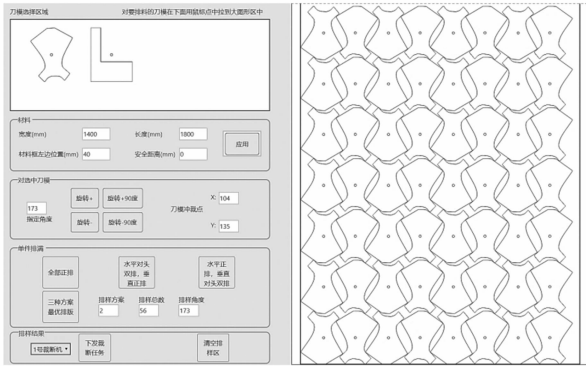 刀模选择区域 对要排料的刀模在下面用鼠标点中拉到大图形区中
材料
宽度(mm) 1400 长度(mm) 1800
应用
材料框左边位置(mm) 40 安全距离(mm) 0
对选中刀模
旋转+ 旋转+90度 X: 104
173
指定角度
刀模冲裁点
旋转- 旋转-90度 Y: 135
单件排满
全部正排
水平对头
双排、垂
直正排
水平正
排、垂直
对头双排
三种方案
最优排版
排样方案 排样总数 排样角度
2 56 173
排样结果
1号裁断机
下发裁
断任务
清空排
样区